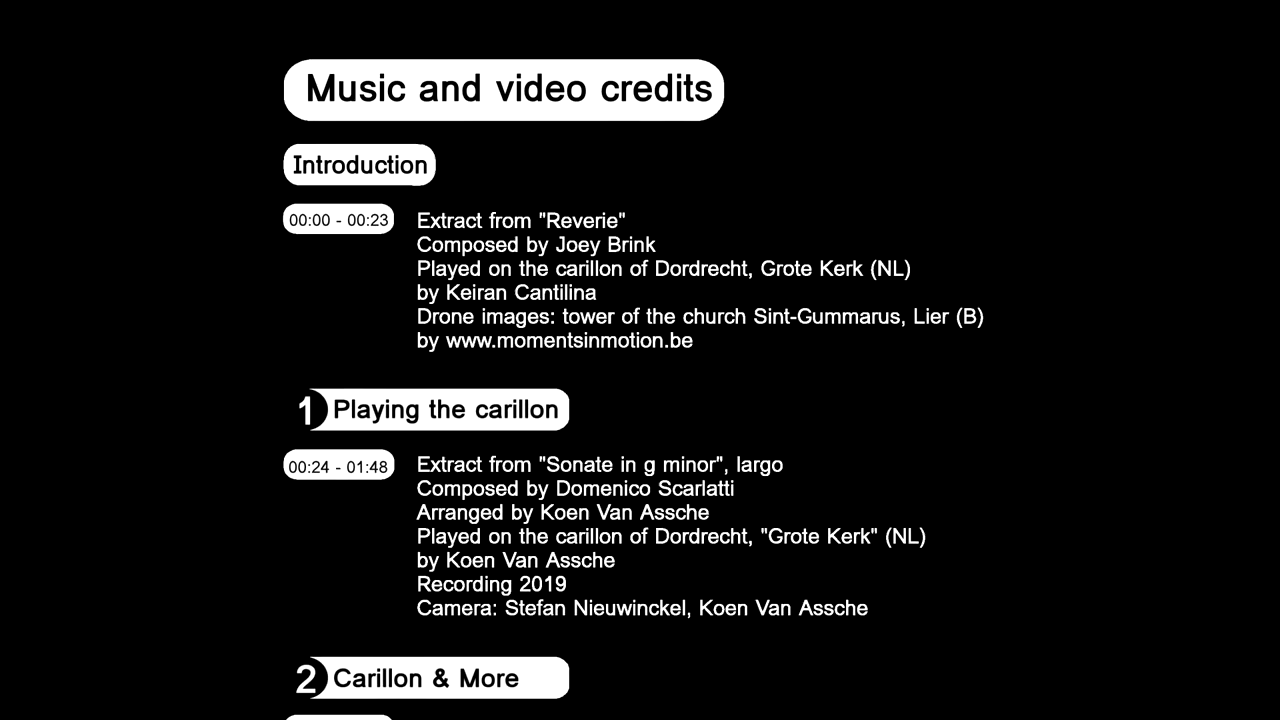 Music and video credits
Introduction
00:00 - 00:23
Extract from "Reverie"
Composed by Joey Brink
Played on the carillon of Dordrecht, Grote Kerk (NL)
by Keiran Cantilina
Drone images: tower of the church Sint-Gummarus, Lier (B)
by www.momentsinmotion.be
1 Playing the carillon
00:24 - 01:48
Extract from "Sonate in g minor", largo
Composed by Domenico Scarlatti
Arranged by Koen Van Assche
Played on the carillon of Dordrecht, "Grote Kerk" (NL)
by Koen Van Assche
Recording 2019
Camera: Stefan Nieuwinckel, Koen Van Assche
2 Carillon & More